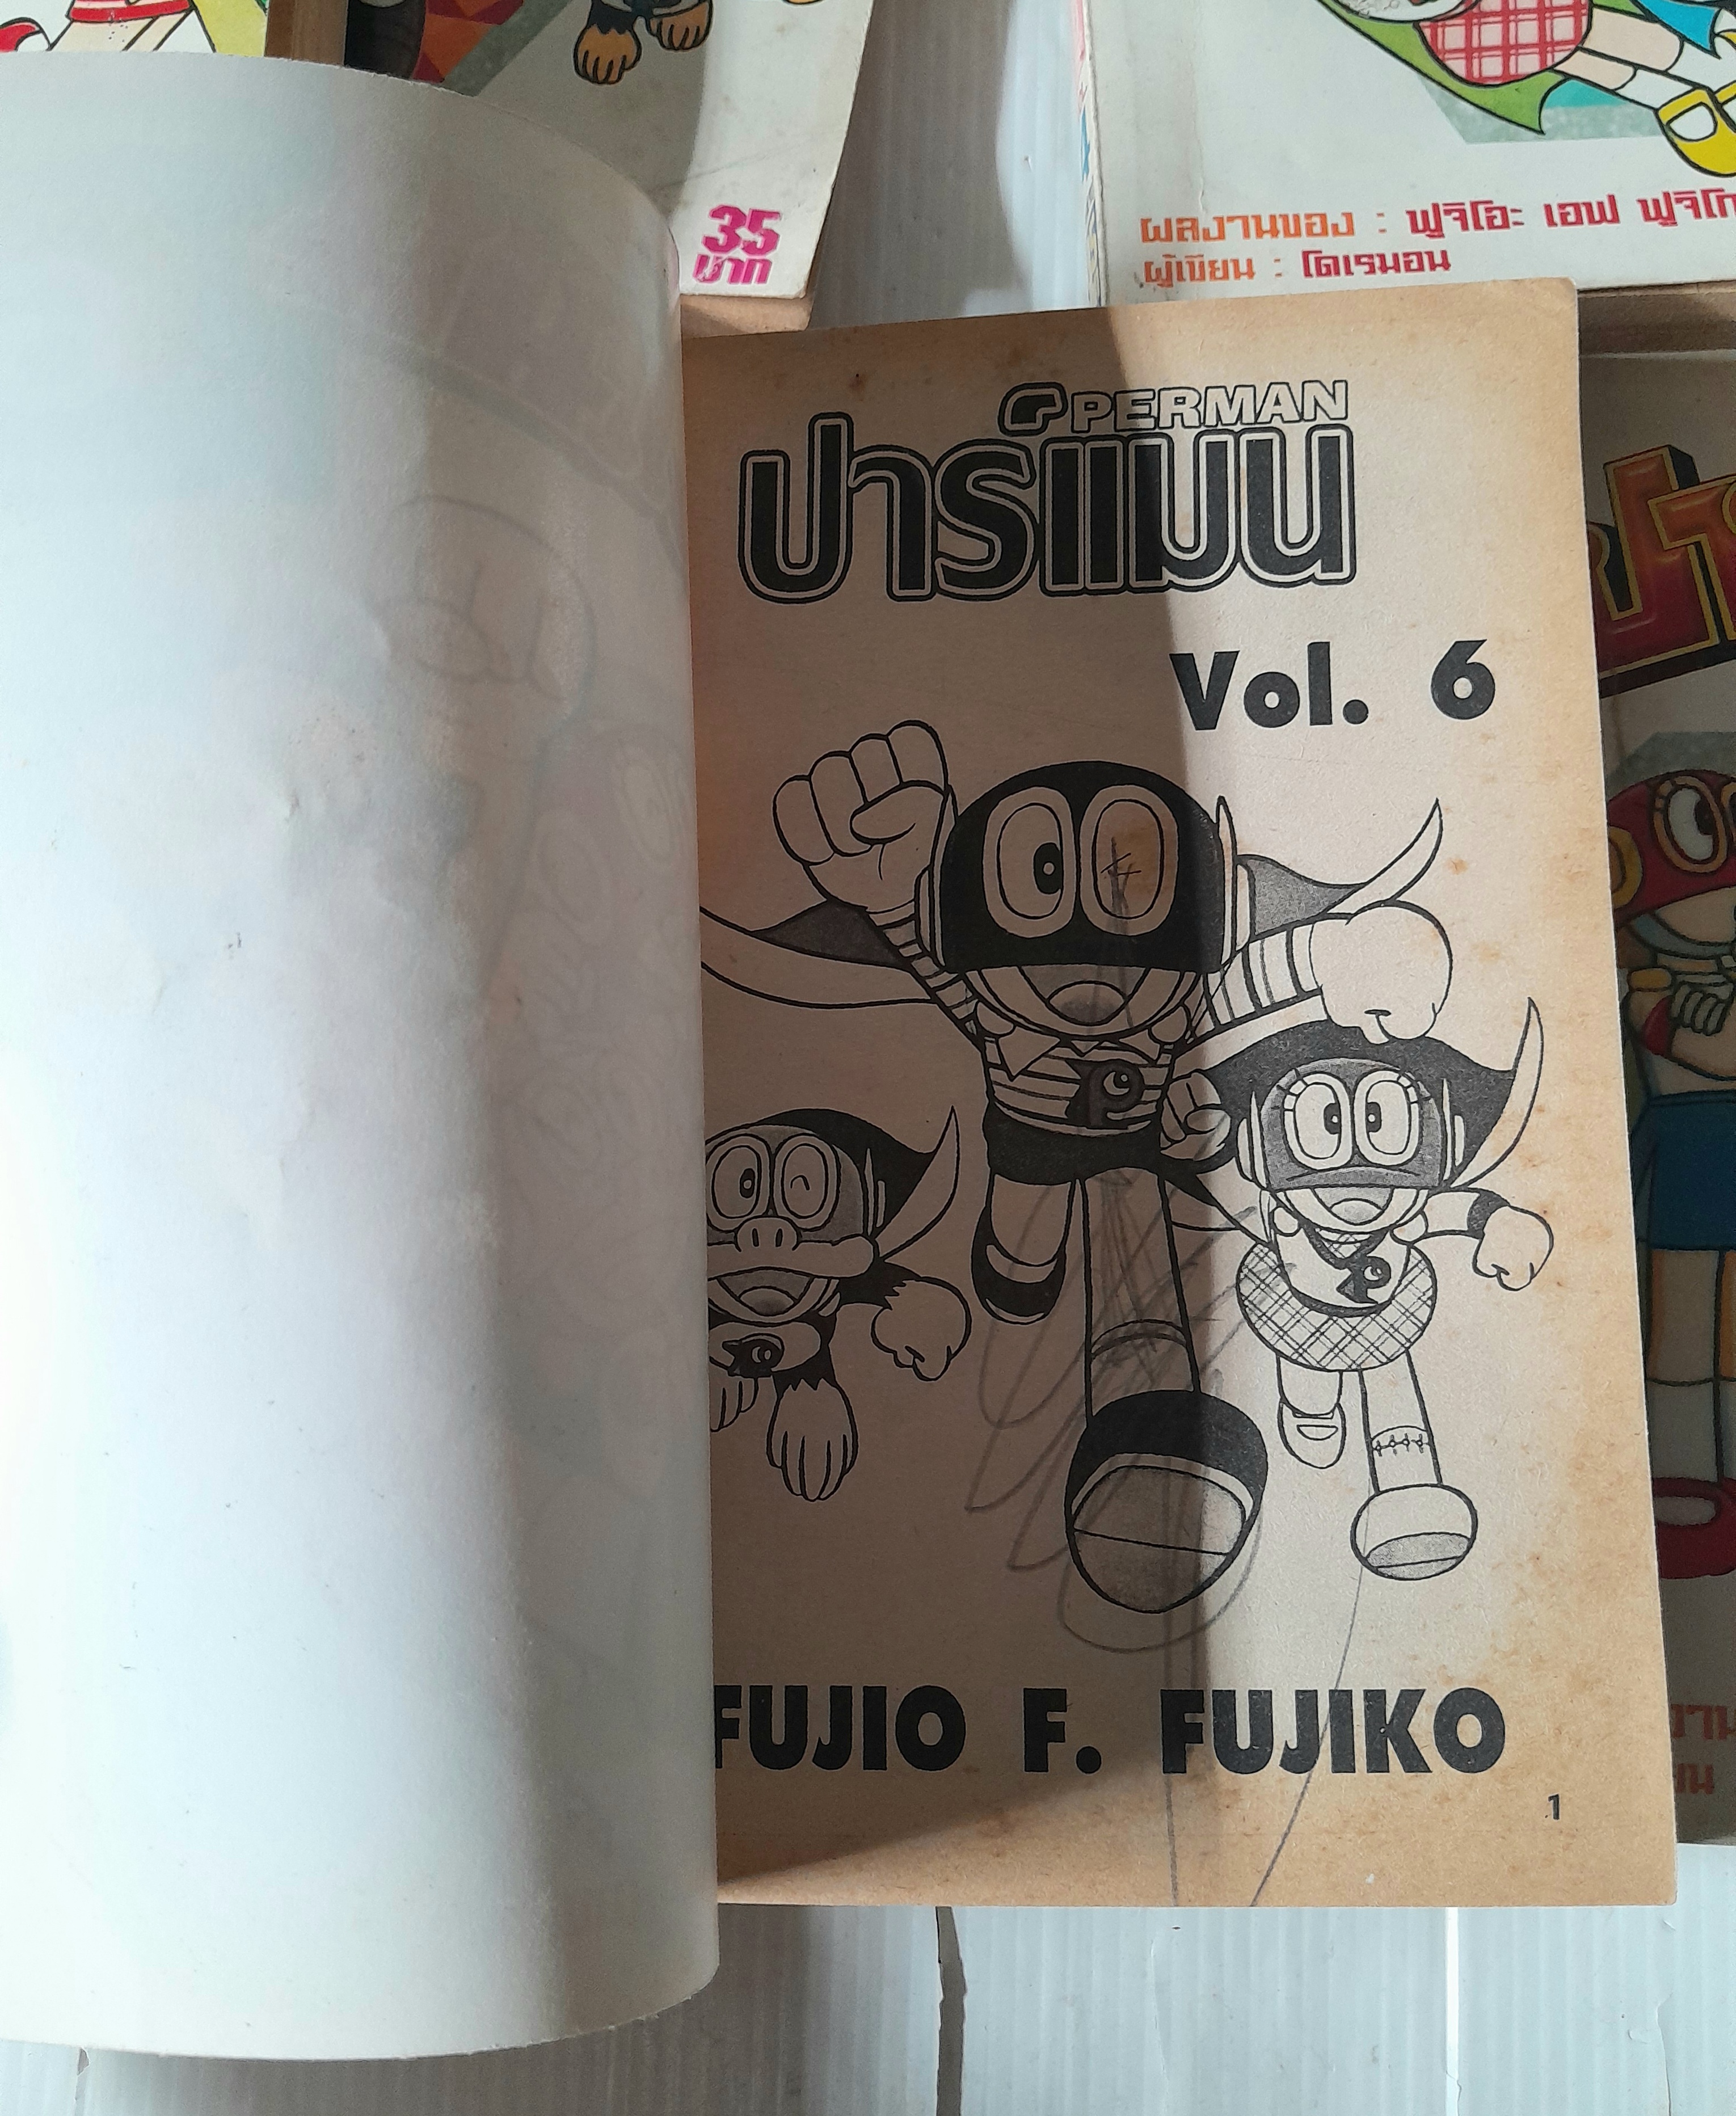 35
บาท
ผลงานของ : ฟูจิโอะ เอฟ ฟูจิโก
ผู้เขียน : โดเรมอน
PERMAN
ปาร์แมน
Vol. 6
P
P
FUJIO F. FUJIKO
1